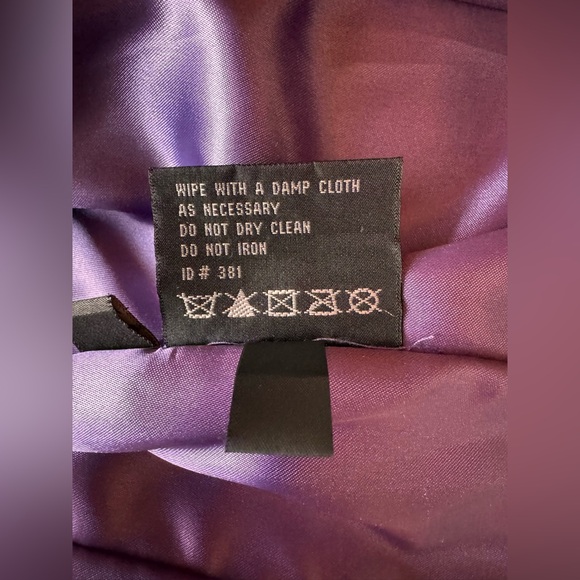 WIPE WITH A DAMP CLOTH
AS NECESSARY
DO NOT DRY CLEAN
DO NOT IRON
ID # 381